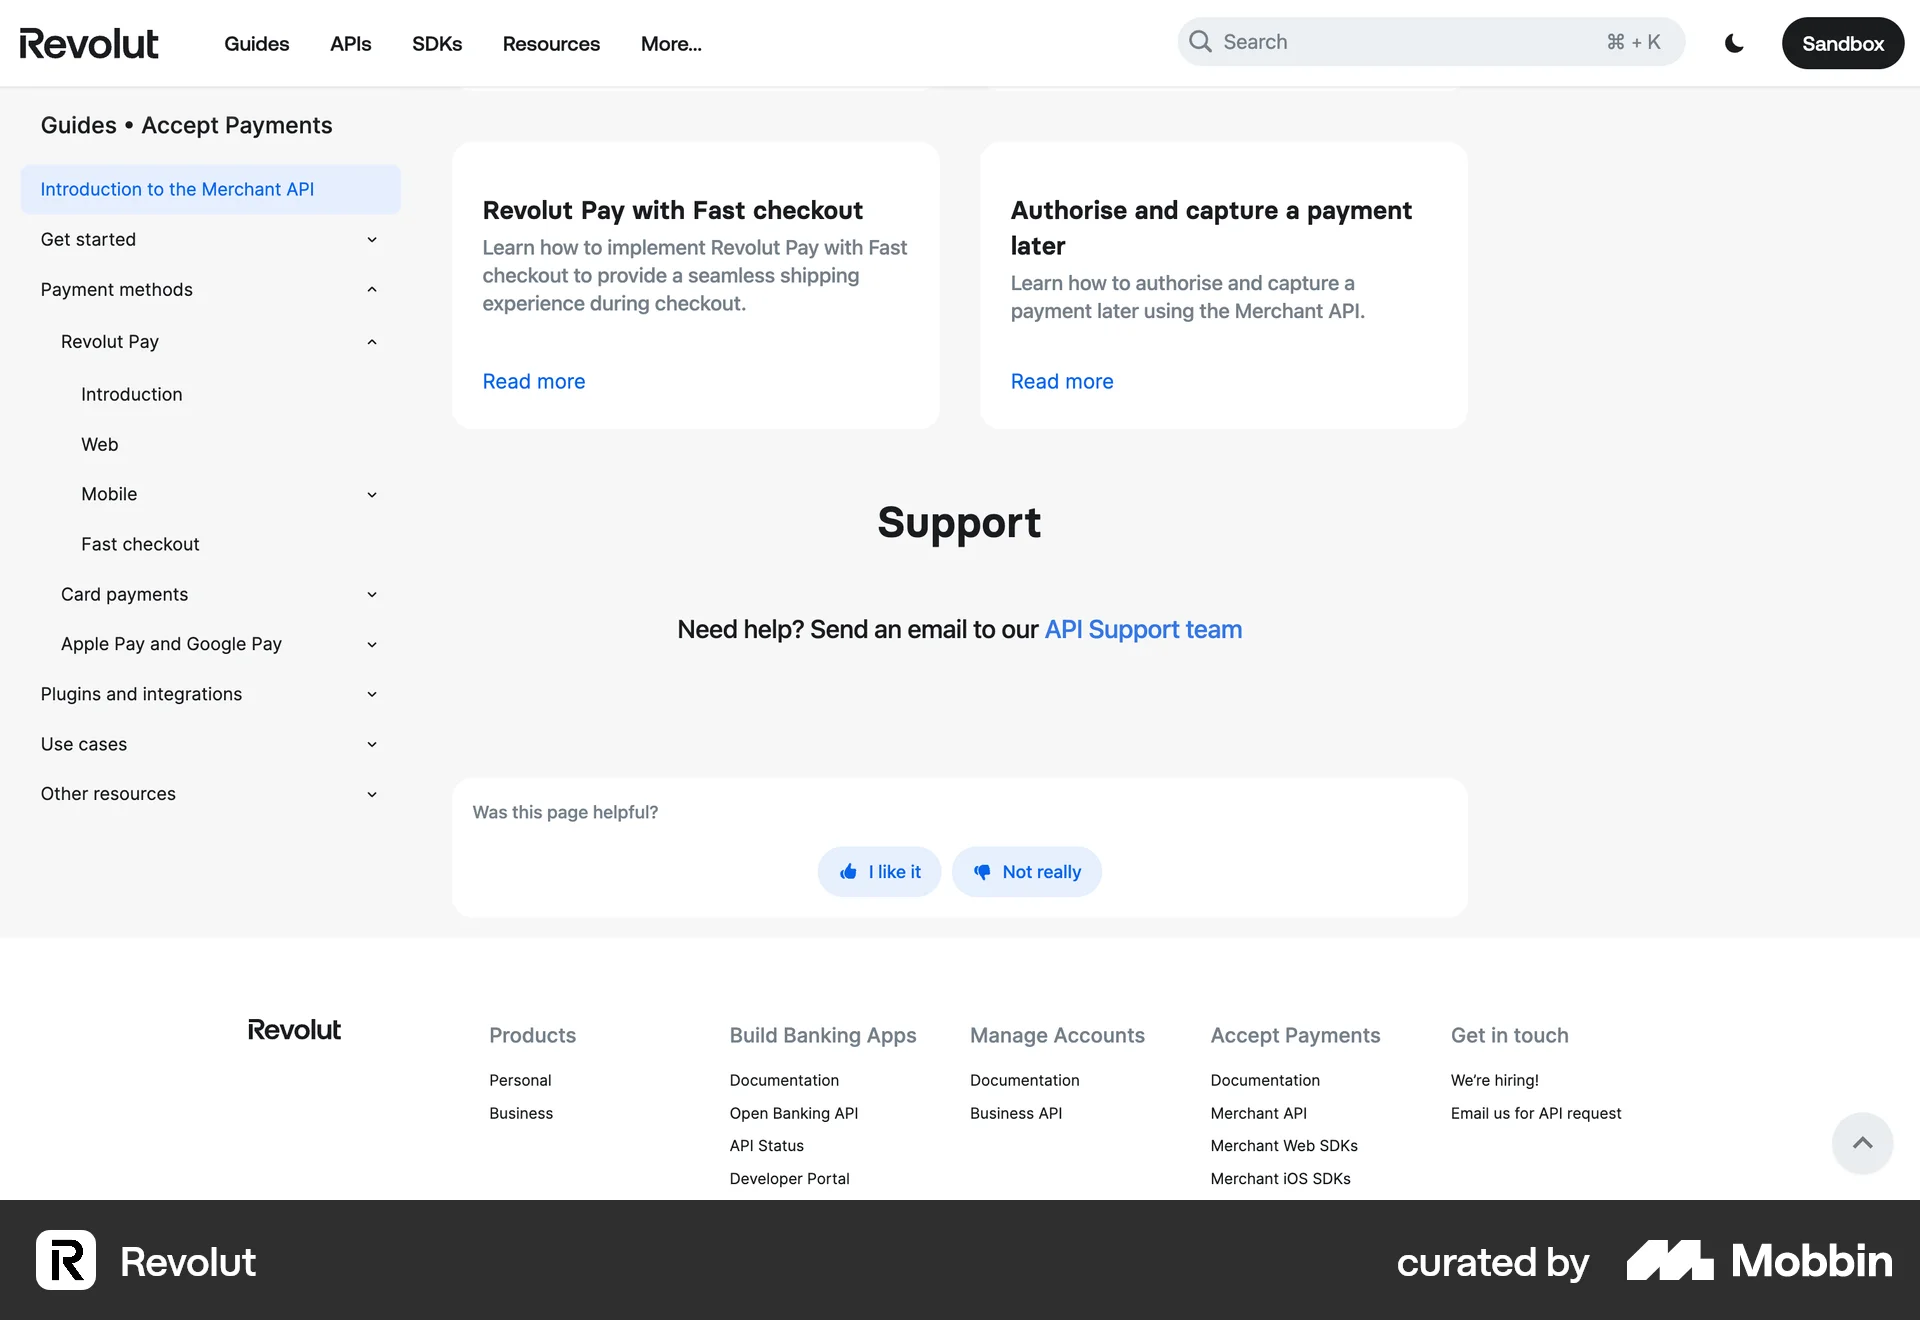 Revolut
Guides
APIs
SDKs
Resources
More...
Search
⌘ + K
Sandbox
Guides • Accept Payments
Introduction to the Merchant API
Get started
Payment methods
Revolut Pay
Introduction
Web
Mobile
Fast checkout
Card payments
Apple Pay and Google Pay
Plugins and integrations
Use cases
Other resources
Revolut Pay with Fast checkout
Learn how to implement Revolut Pay with Fast
checkout to provide a seamless shipping
experience during checkout.
Read more
Authorise and capture a payment
later
Learn how to authorise and capture a
payment later using the Merchant API.
Read more
Support
Need help? Send an email to our API Support team
Was this page helpful?
I like it
Not really
Revolut
Products
Personal
Business
Build Banking Apps
Documentation
Open Banking API
API Status
Developer Portal
Manage Accounts
Documentation
Business API
Accept Payments
Documentation
Merchant API
Merchant Web SDKs
Merchant iOS SDKs
Get in touch
We're hiring!
Email us for API request
R Revolut
curated by Mobbin